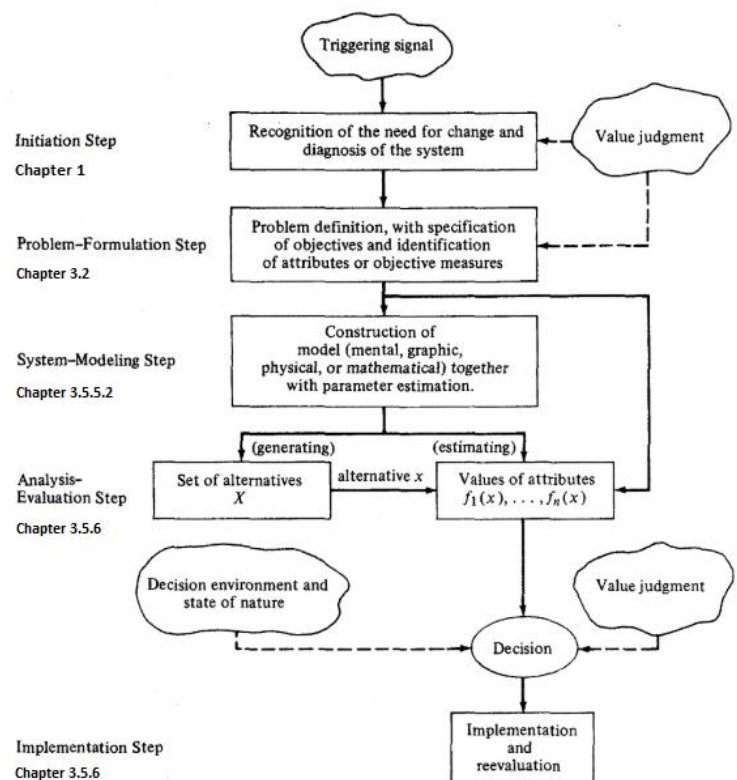 Triggering signal
Initiation Step
Chapter 1
Recognition of the need for change and
diagnosis of the system
Value judgment
Problem-Formulation Step
Chapter 3.2
Problem definition, with specification
of objectives and identification
of attributes or objective measures
System-Modeling Step
Chapter 3.5.5.2
Construction of
model (mental, graphic,
physical, or mathematical) together
with parameter estimation.
(generating)
(estimating)
Analysis-
Evaluation Step
Chapter 3.5.6
Set of alternatives
X
alternative x
Values of attributes
f₁(x), . . . , fₙ(x)
Decision environment and
state of nature
Value judgment
Decision
Implementation Step
Chapter 3.5.6
Implementation
and
reevaluation